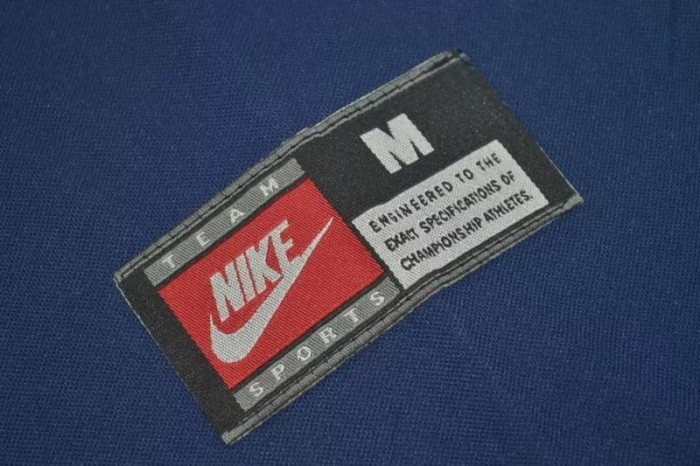 TEAM
NIKE
SPORTS
M
ENGINEERED TO THE
EXACT SPECIFICATIONS OF
CHAMPIONSHIP ATHLETES.